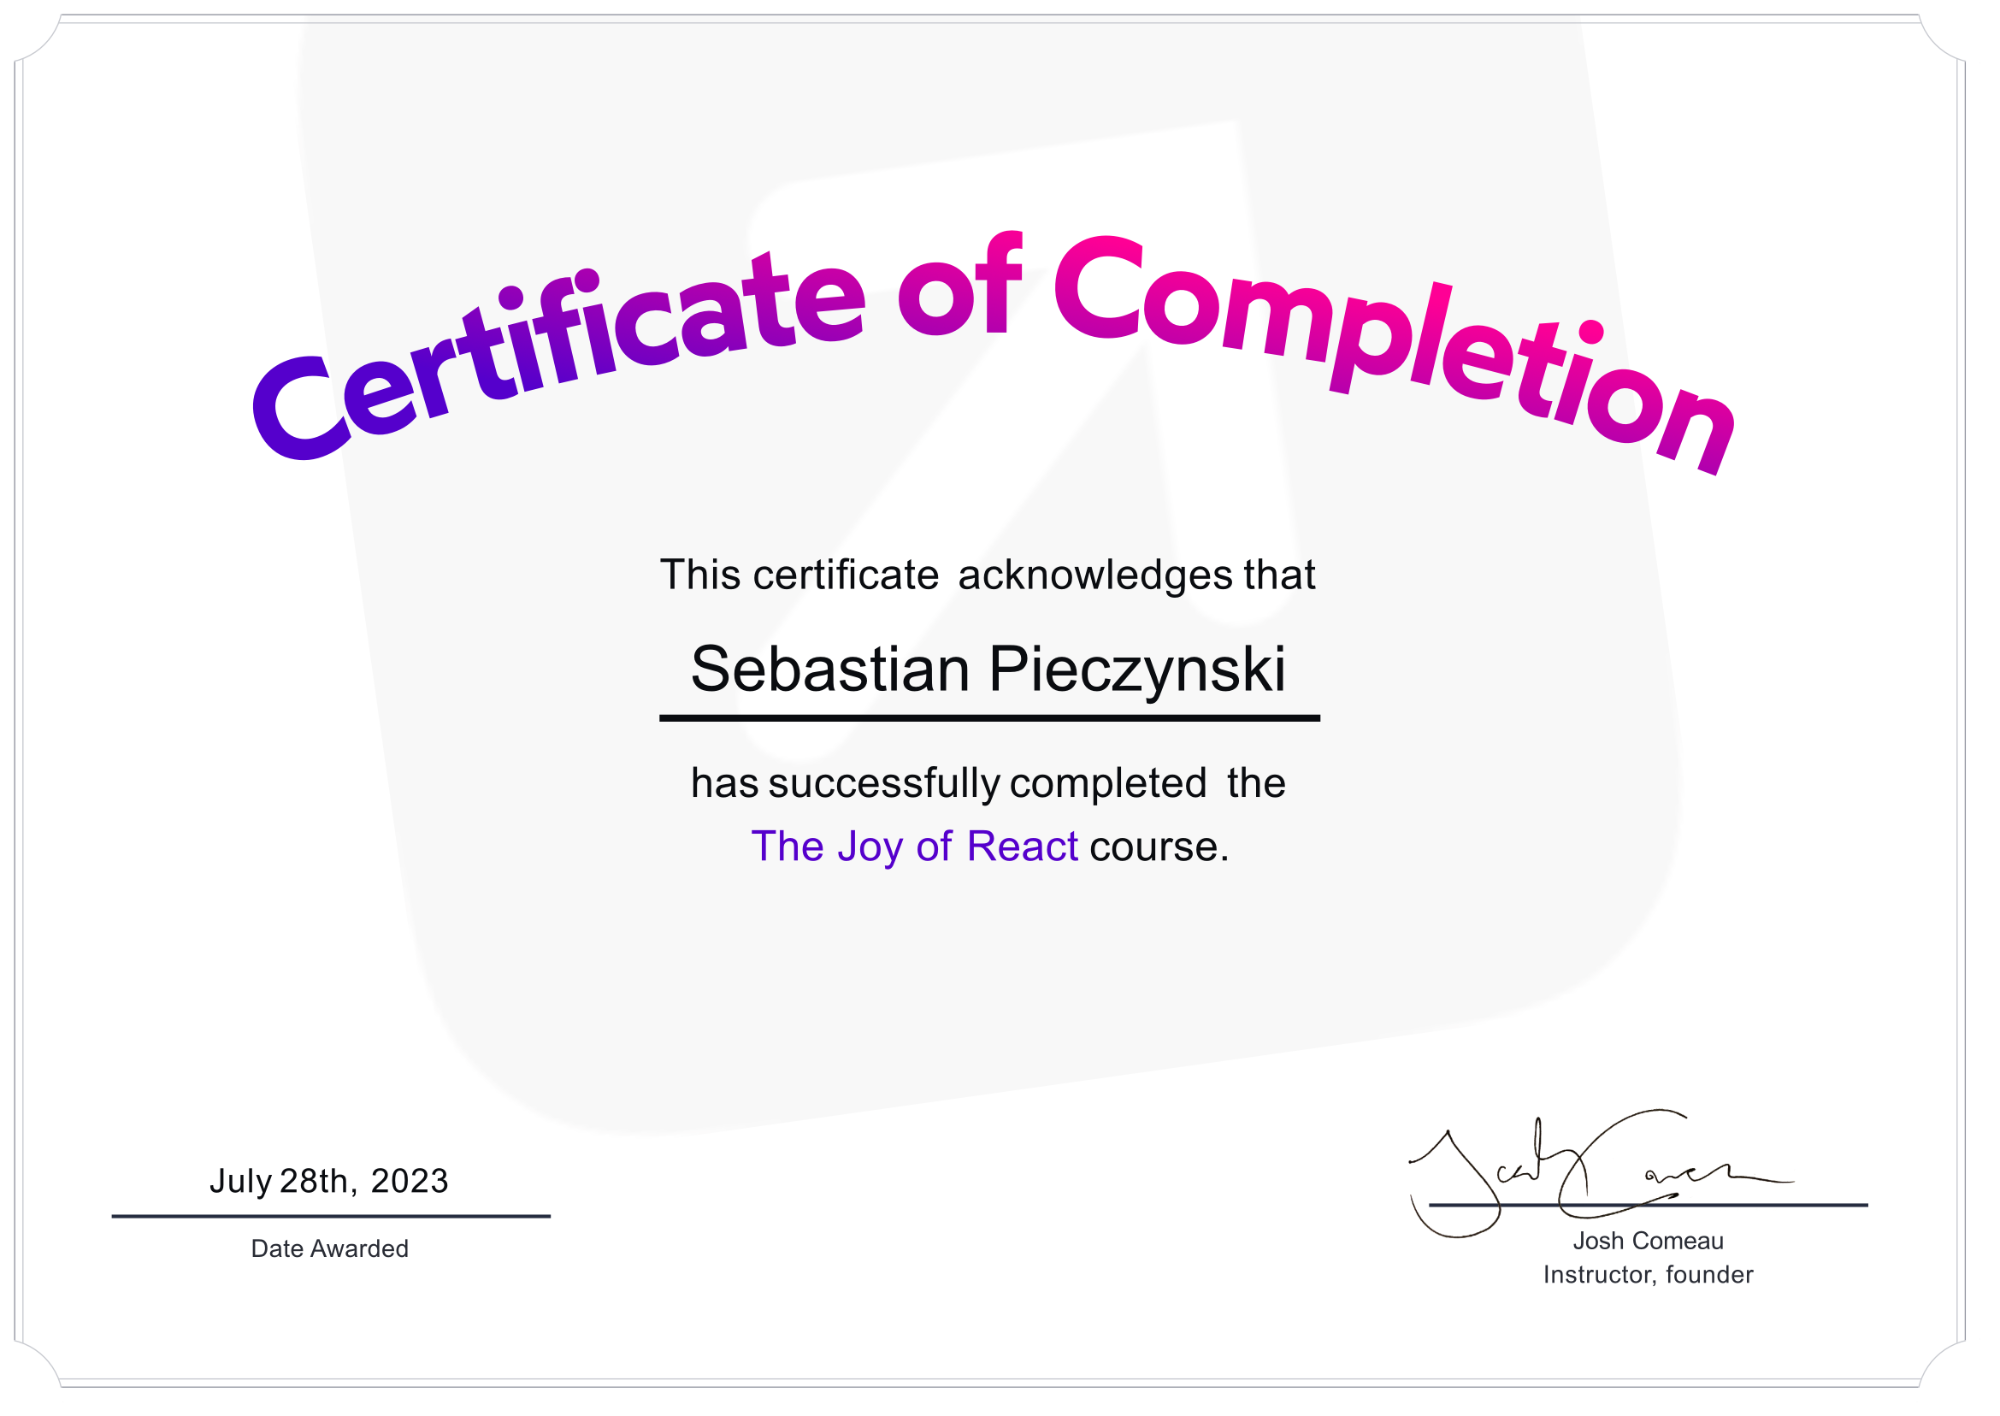 Certificate of Completion
This certificate acknowledges that
Sebastian Pieczynski
has successfully completed the
The Joy of React course.
July 28th, 2023
Date Awarded
Josh Comeau
Josh Comeau
Instructor, founder